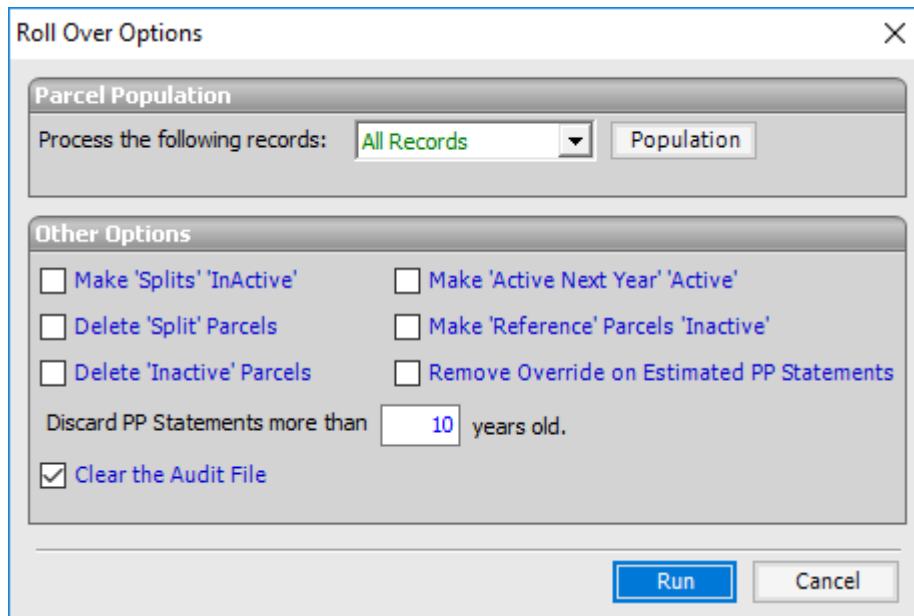 Roll Over Options
Parcel Population
Process the following records: All Records Population
Other Options
Make 'Splits' 'InActive' Make 'Active Next Year' 'Active'
Delete 'Split' Parcels Make 'Reference' Parcels 'Inactive'
Delete 'Inactive' Parcels Remove Override on Estimated PP Statements
Discard PP Statements more than 10 years old.
Clear the Audit File
Run Cancel